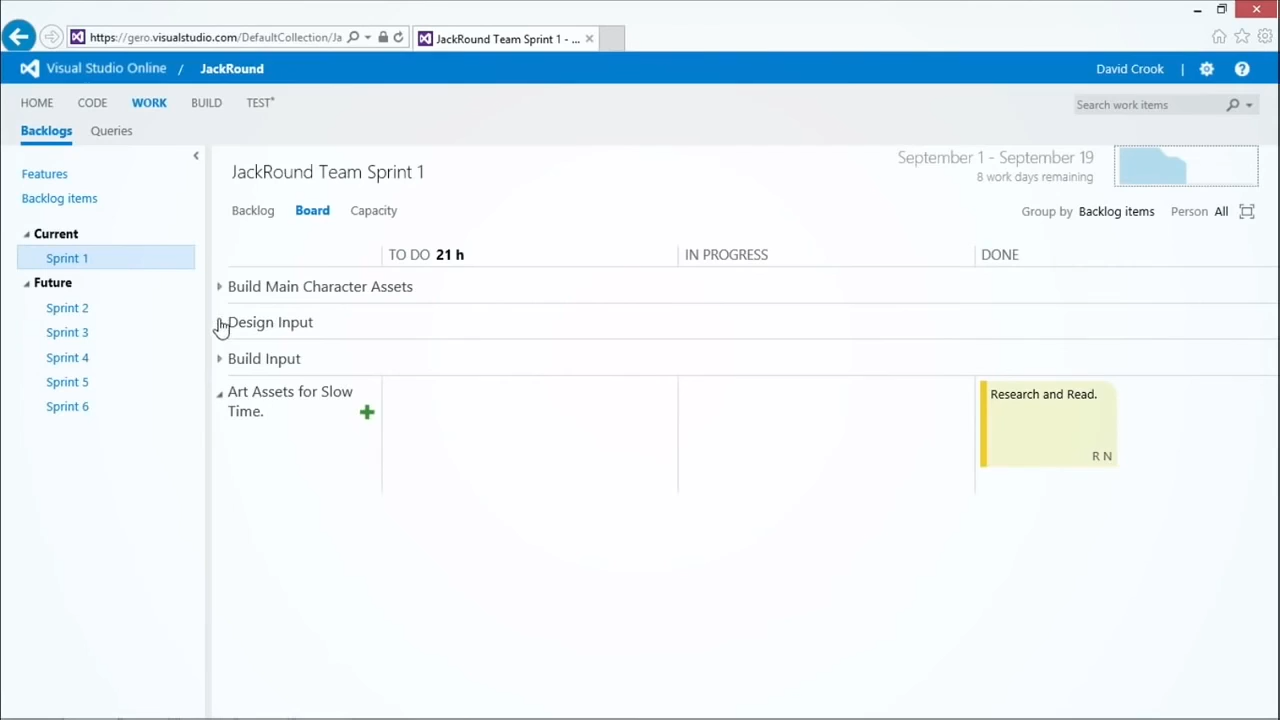 https://gero.visualstudio.com/DefaultCollection/Ja
JackRound Team Sprint 1 - ...
Visual Studio Online / JackRound
David Crook
HOME CODE WORK BUILD TEST*
Search work items
Backlogs Queries
Features
Backlog items
Current
Sprint 1
Future
Sprint 2
Sprint 3
Sprint 4
Sprint 5
Sprint 6
JackRound Team Sprint 1
September 1 - September 19
8 work days remaining
Backlog Board Capacity
Group by Backlog items Person All
TO DO 21 h IN PROGRESS DONE
Build Main Character Assets
Design Input
Build Input
Art Assets for Slow
Time.
Research and Read.
R N